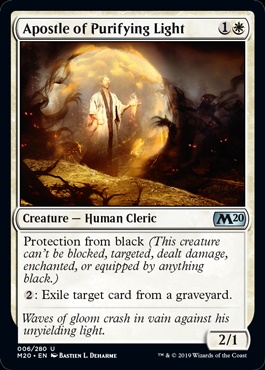 Apostle of Purifying Light 1
Creature — Human Cleric M20
Protection from black (This creature
can't be blocked, targeted, dealt damage,
enchanted, or equipped by anything
black.)
2: Exile target card from a graveyard.
Waves of gloom crash in vain against his
unyielding light.
2/1
006/280 U
M20 • EN BASTIEN L. DEHARME ™ & © 2019 Wizards of the Coast